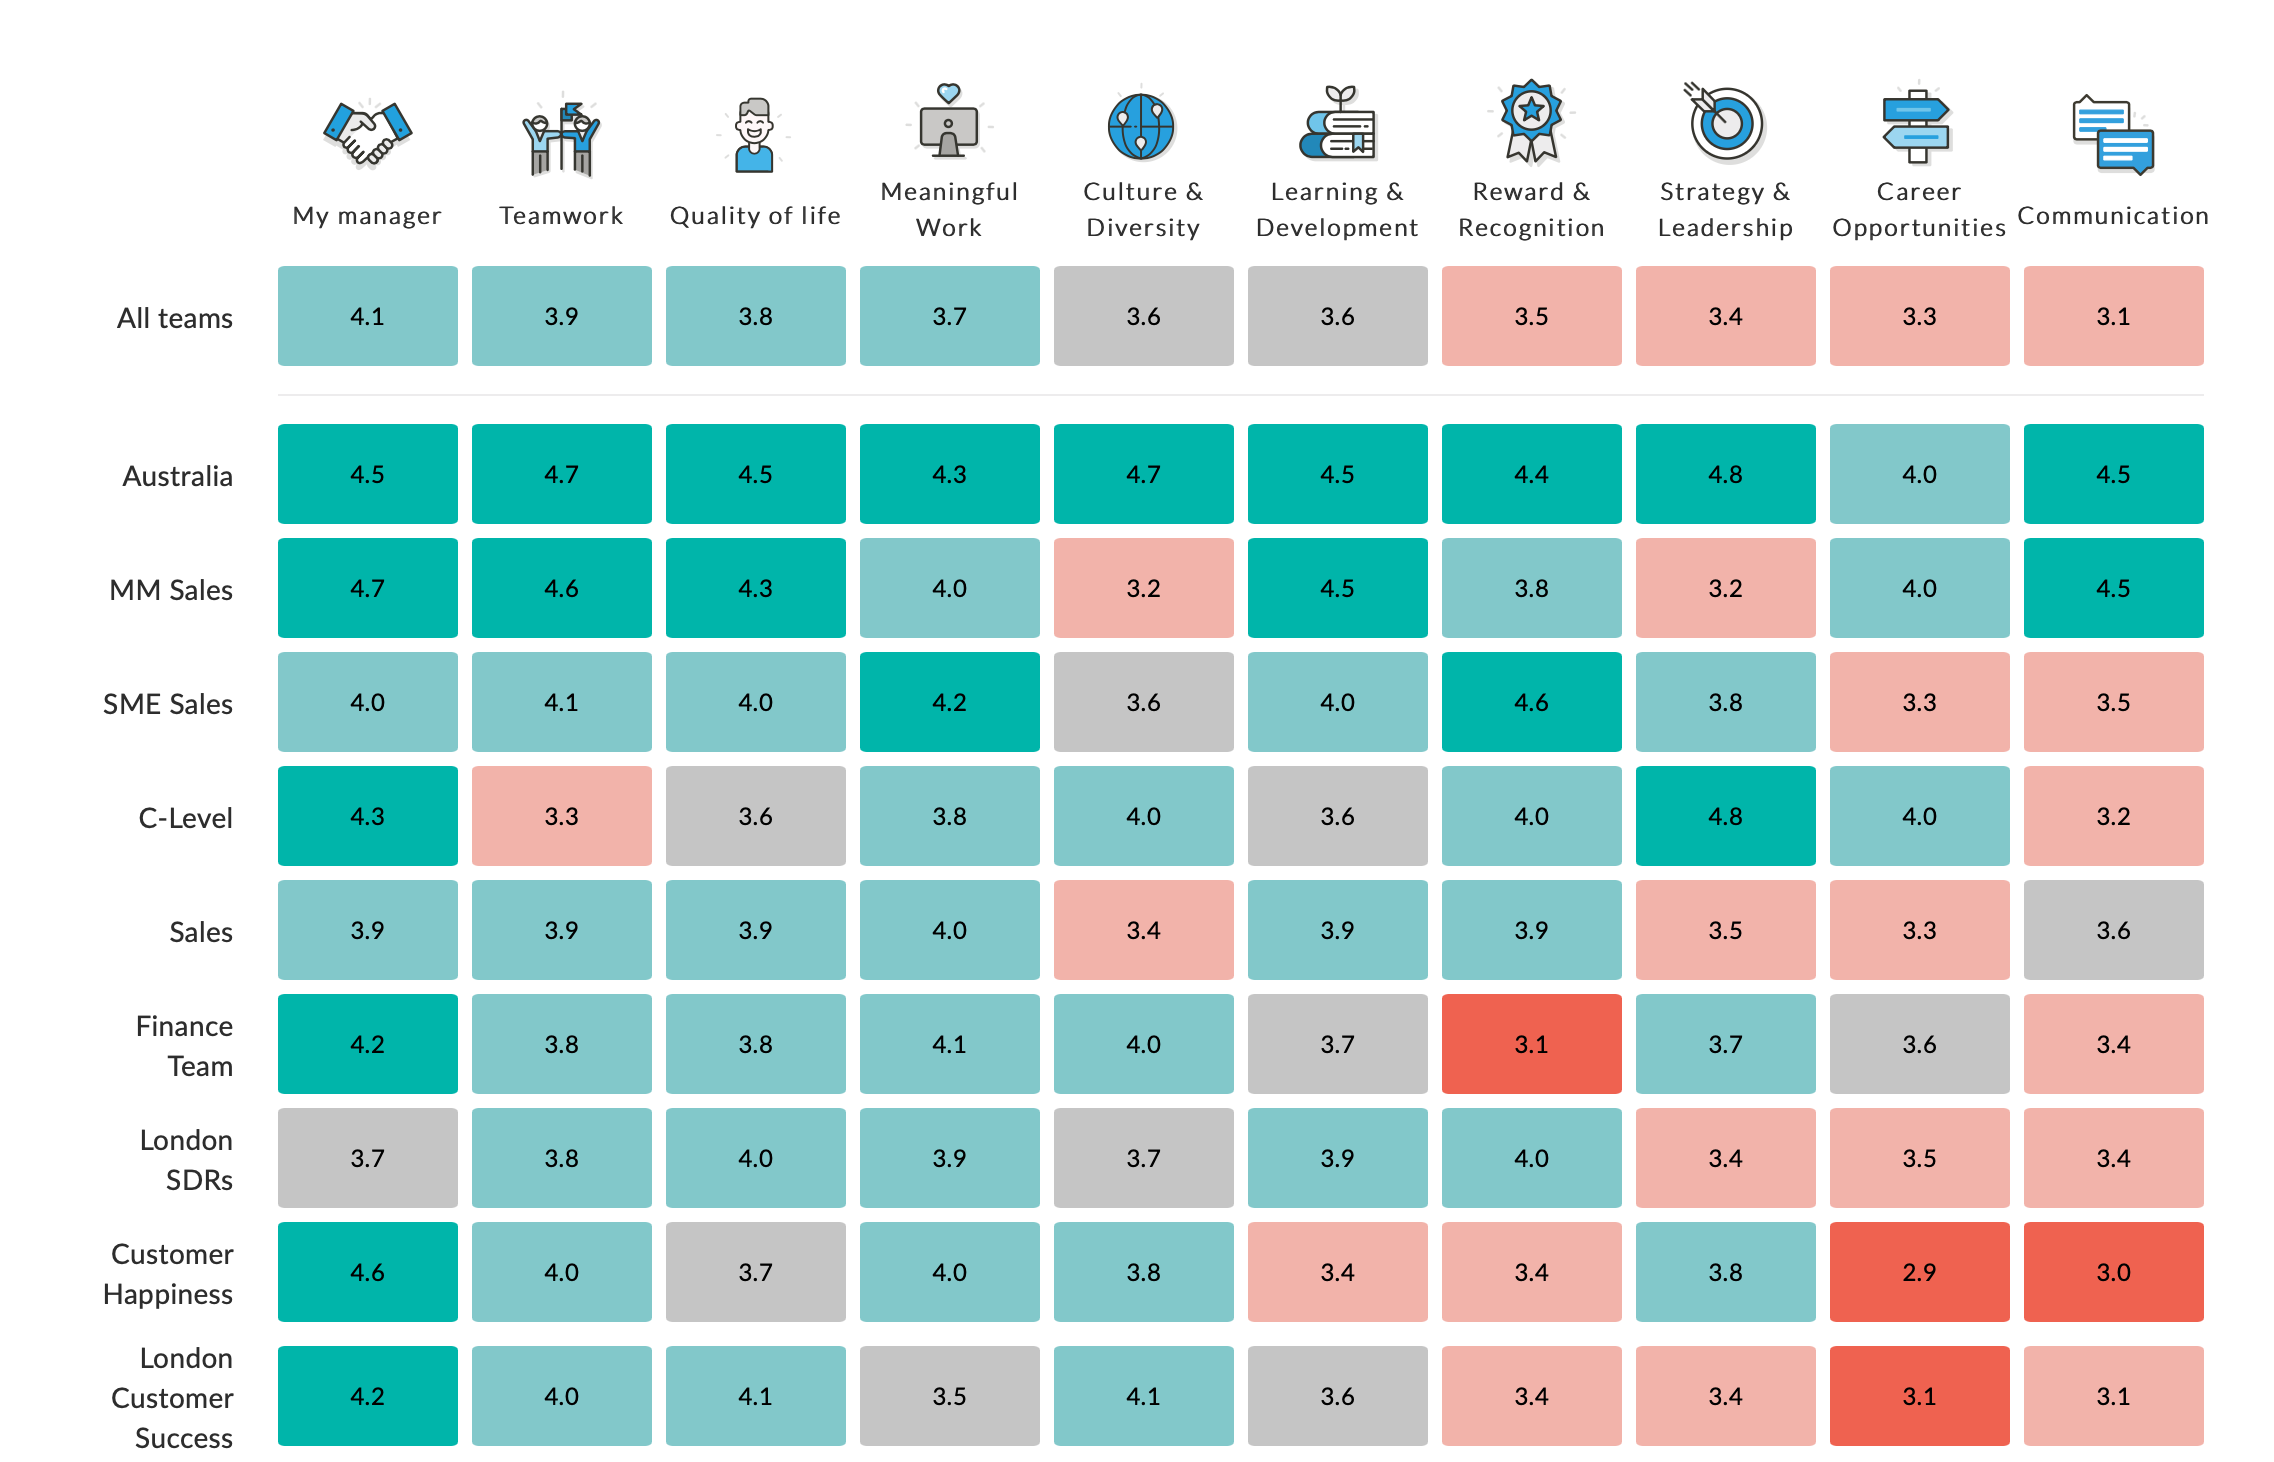 My manager
Teamwork
Quality of life
Meaningful
Work
Culture &
Diversity
Learning &
Development
Reward &
Recognition
Strategy &
Leadership
Career
Opportunities
Communication
All teams
4.1 3.9 3.8 3.7 3.6 3.6 3.5 3.4 3.3 3.1
Australia
4.5 4.7 4.5 4.3 4.7 4.5 4.4 4.8 4.0 4.5
MM Sales
4.7 4.6 4.3 4.0 3.2 4.5 3.8 3.2 4.0 4.5
SME Sales
4.0 4.1 4.0 4.2 3.6 4.0 4.6 3.8 3.3 3.5
C-Level
4.3 3.3 3.6 3.8 4.0 3.6 4.0 4.8 4.0 3.2
Sales
3.9 3.9 3.9 4.0 3.4 3.9 3.9 3.5 3.3 3.6
Finance
Team
4.2 3.8 3.8 4.1 4.0 3.7 3.1 3.7 3.6 3.4
London
SDRs
3.7 3.8 4.0 3.9 3.7 3.9 4.0 3.4 3.5 3.4
Customer
Happiness
4.6 4.0 3.7 4.0 3.8 3.4 3.4 3.8 2.9 3.0
London
Customer
Success
4.2 4.0 4.1 3.5 4.1 3.6 3.4 3.4 3.1 3.1